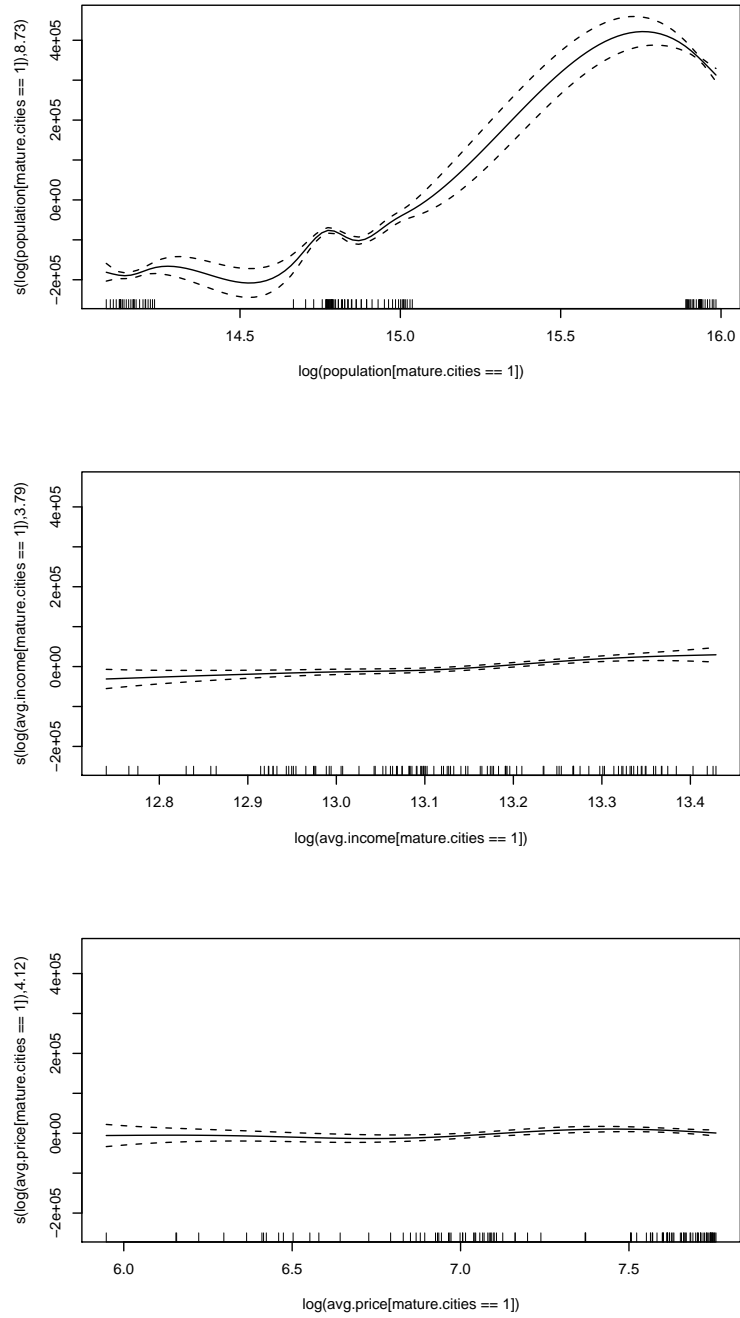 s(log(population[mature.cities == 1]),8.73)
4e+05
2e+05
0e+00
−2e+05
14.5 15.0 15.5 16.0
log(population[mature.cities == 1])
s(log(avg.income[mature.cities == 1]),3.79)
4e+05
2e+05
0e+00
−2e+05
12.8 12.9 13.0 13.1 13.2 13.3 13.4
log(avg.income[mature.cities == 1])
s(log(avg.price[mature.cities == 1]),4.12)
4e+05
2e+05
0e+00
−2e+05
6.0 6.5 7.0 7.5
log(avg.price[mature.cities == 1])